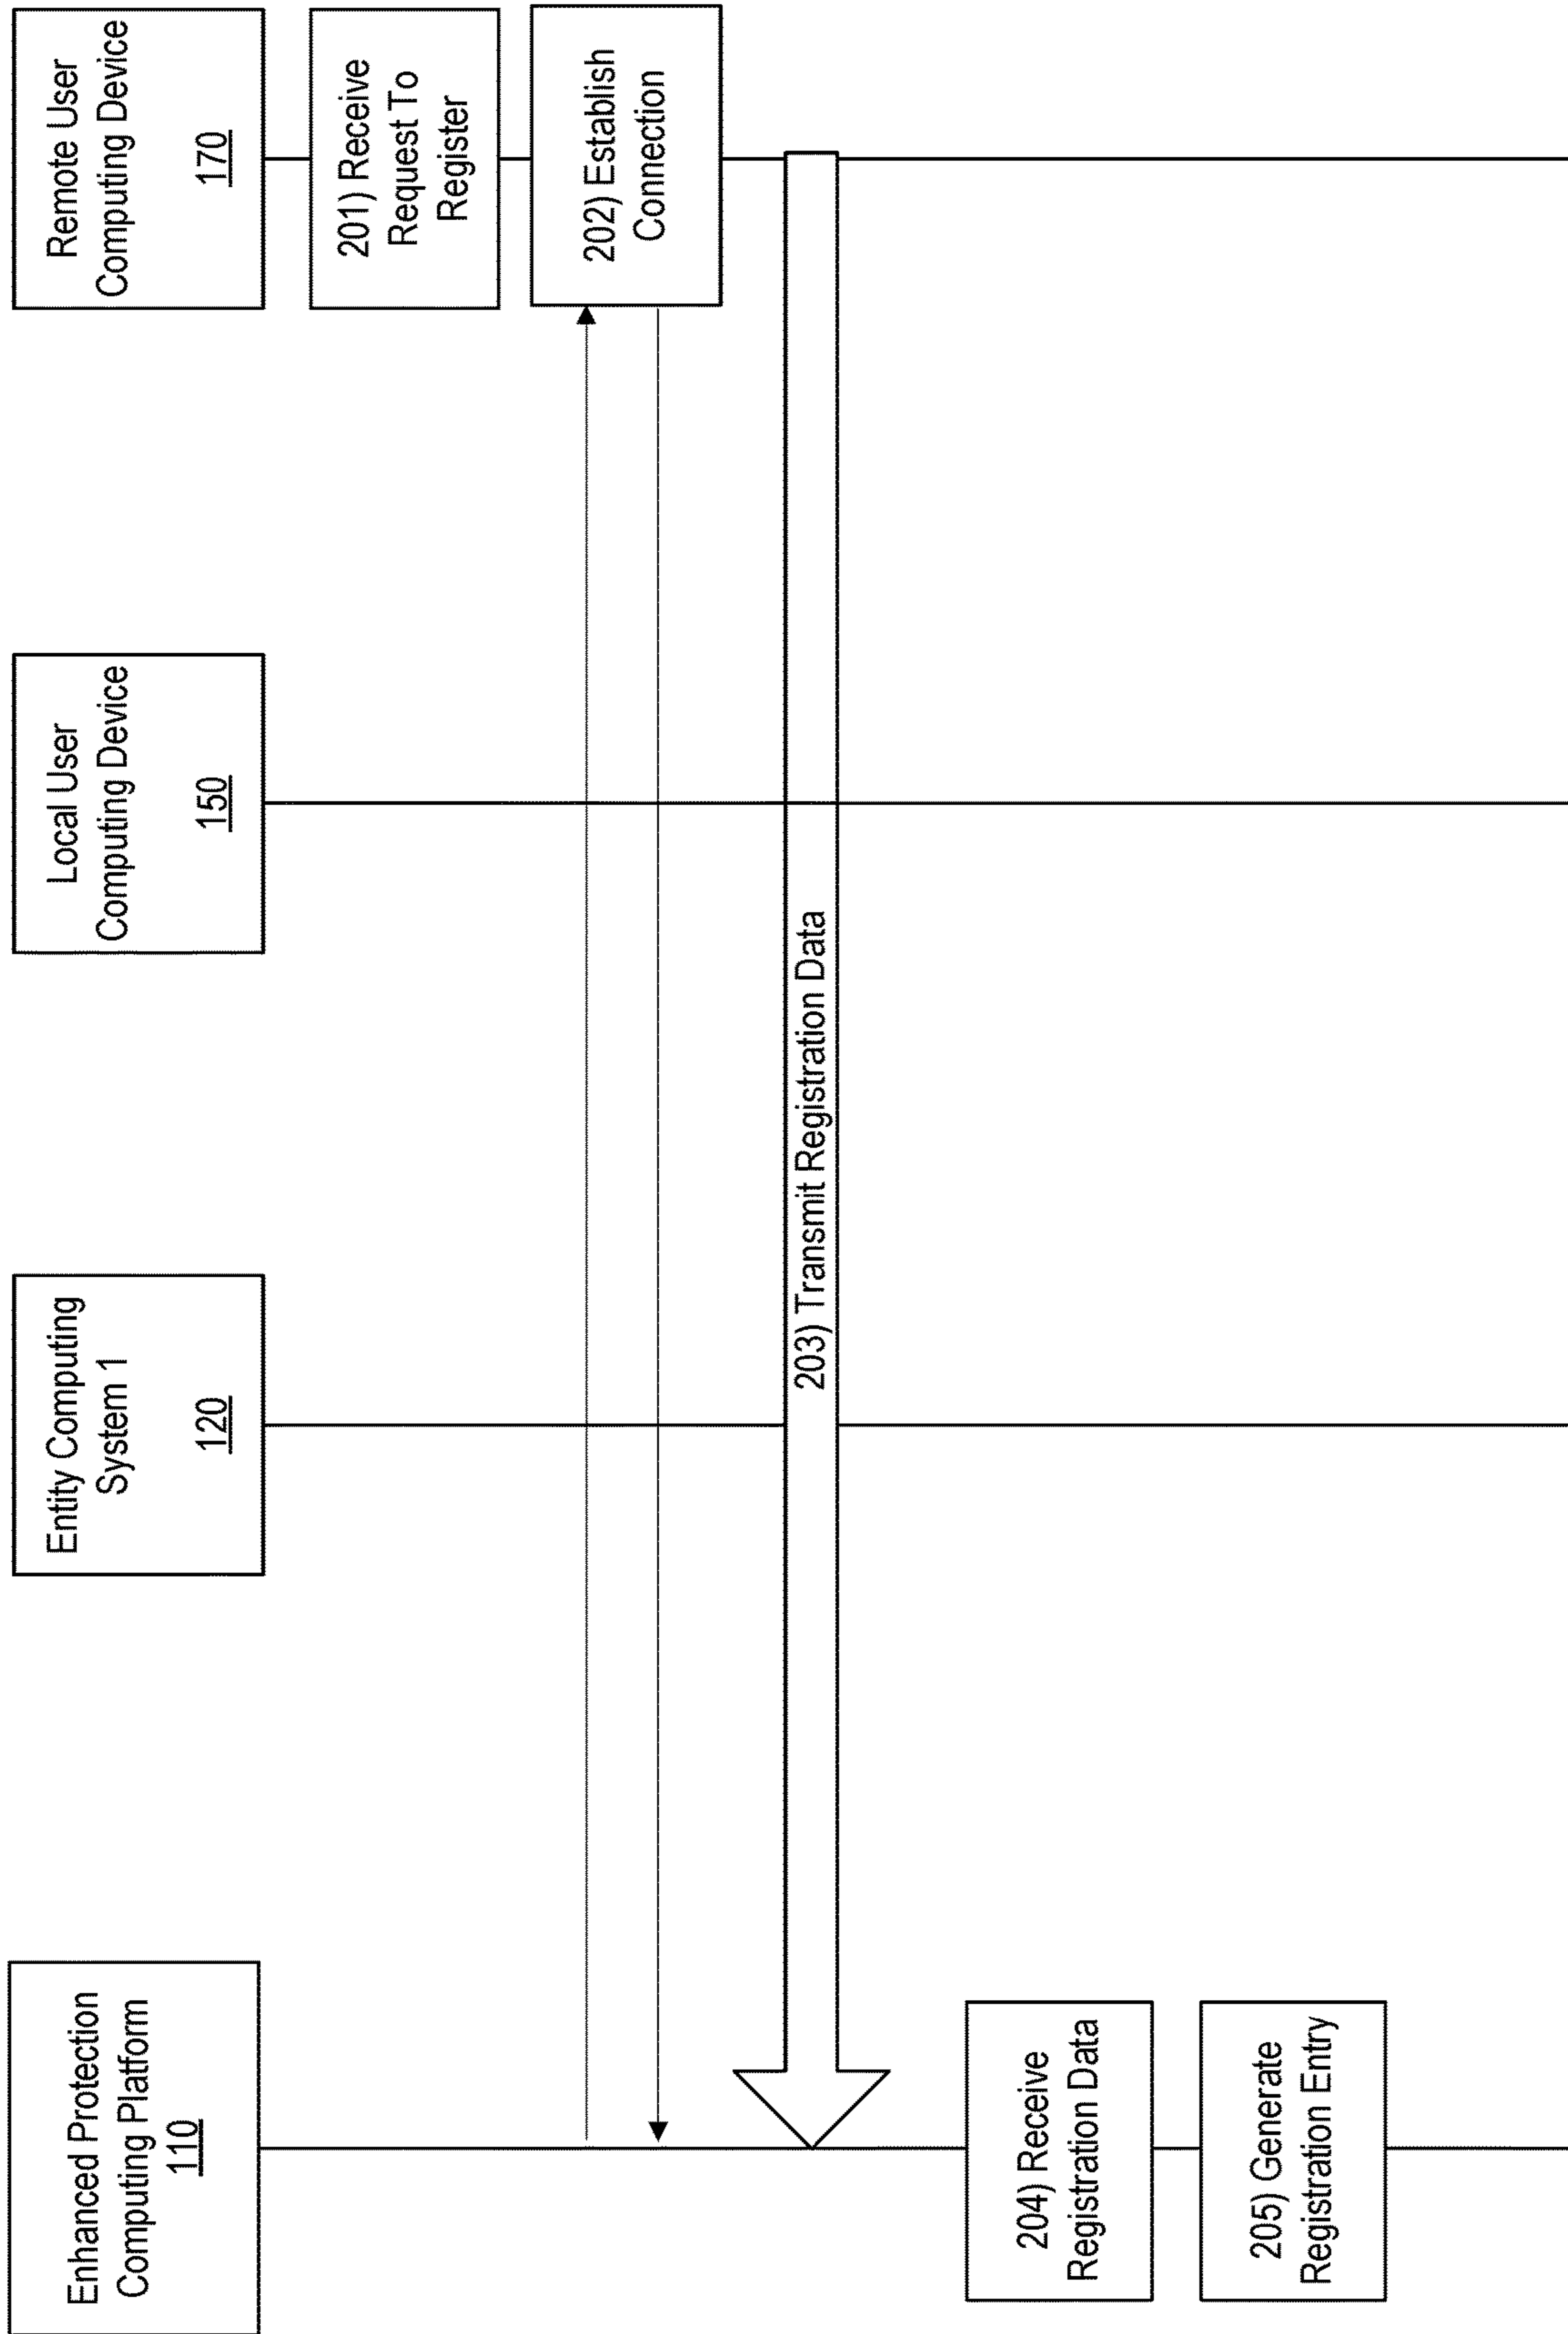 Enhanced Protection
Computing Platform
110
Entity Computing
System 1
120
Local User
Computing Device
150
Remote User
Computing Device
170
201) Receive
Request To
Register
202) Establish
Connection
203) Transmit Registration Data
204) Receive
Registration Data
205) Generate
Registration Entry